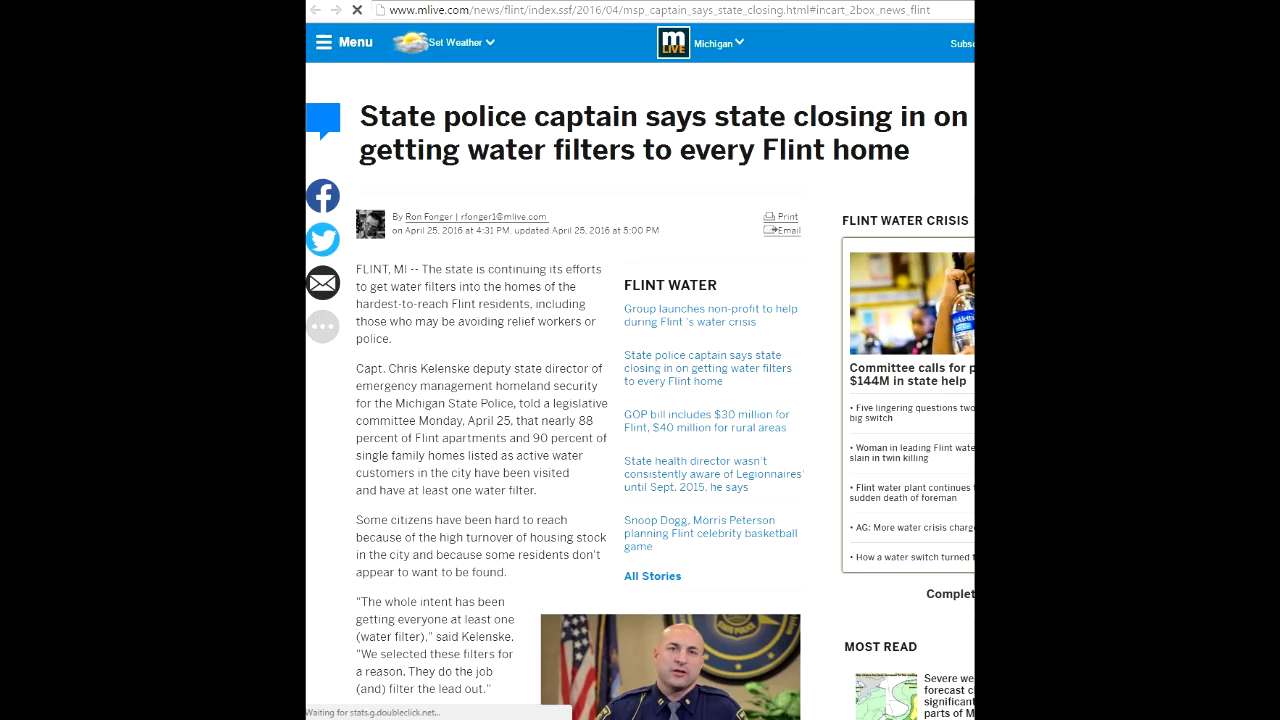 www.mlive.com/news/flint/index.ssf/2016/04/msp_captain_says_state_closing.html#incart_2box_news_flint
Menu
Set Weather
m
LIVE
Michigan
State police captain says state closing in on
getting water filters to every Flint home
By Ron Fonger | rfonger1@mlive.com
on April 25, 2016 at 4:31 PM, updated April 25, 2016 at 5:00 PM
Print
Email
FLINT, MI -- The state is continuing its efforts
to get water filters into the homes of the
hardest-to-reach Flint residents, including
those who may be avoiding relief workers or
police.
Capt. Chris Kelenske deputy state director of
emergency management homeland security
for the Michigan State Police, told a legislative
committee Monday, April 25, that nearly 88
percent of Flint apartments and 90 percent of
single family homes listed as active water
customers in the city have been visited
and have at least one water filter.
Some citizens have been hard to reach
because of the high turnover of housing stock
in the city and because some residents don't
appear to want to be found.
"The whole intent has been
getting everyone at least one
(water filter)," said Kelenske.
"We selected these filters for
a reason. They do the job
(and) filter the lead out."
FLINT WATER
Group launches non-profit to help
during Flint 's water crisis
State police captain says state
closing in on getting water filters
to every Flint home
GOP bill includes $30 million for
Flint, $40 million for rural areas
State health director wasn't
consistently aware of Legionnaires'
until Sept. 2015, he says
Snoop Dogg, Morris Peterson
planning Flint celebrity basketball
game
All Stories
FLINT WATER CRISIS
Committee calls for
$144M in state help
• Five lingering questions
big switch
• Woman in leading Flint
slain in twin killing
• Flint water plant continues
sudden death of foreman
• AG: More water crisis
• How a water switch turned
MOST READ
Severe
forecast
significant
parts of
Waiting for stats.g.doubleclick.net...